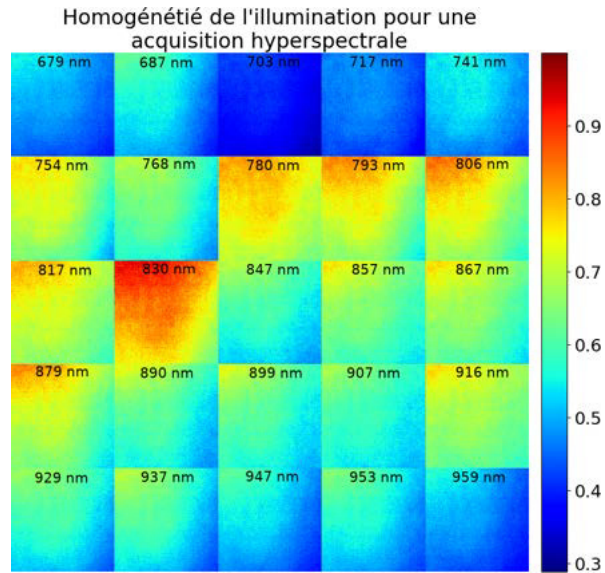 Homogénétié de l'illumination pour une
acquisition hyperspectrale
679 nm 687 nm 703 nm 717 nm 741 nm
754 nm 768 nm 780 nm 793 nm 806 nm
817 nm 830 nm 847 nm 857 nm 867 nm
879 nm 890 nm 899 nm 907 nm 916 nm
929 nm 937 nm 947 nm 953 nm 959 nm
0.9
0.8
0.7
0.6
0.5
0.4
0.3